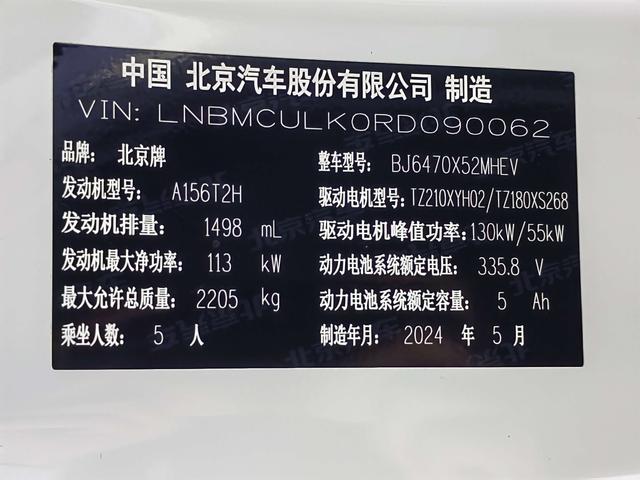 中国 北京汽车股份有限公司 制造
VIN: LNBMCULK0RD090062
品牌: 北京牌 整车型号: BJ6470X52MHEV
发动机型号: A156T2H 驱动电机型号: TZ210XYH02/TZ180XS268
发动机排量: 1498 mL 驱动电机峰值功率: 130kW/55kW
发动机最大净功率: 113 kW 动力电池系统额定电压: 335.8 V
最大允许总质量: 2205 kg 动力电池系统额定容量: 5 Ah
乘坐人数: 5 人 制造年月: 2024 年 5 月